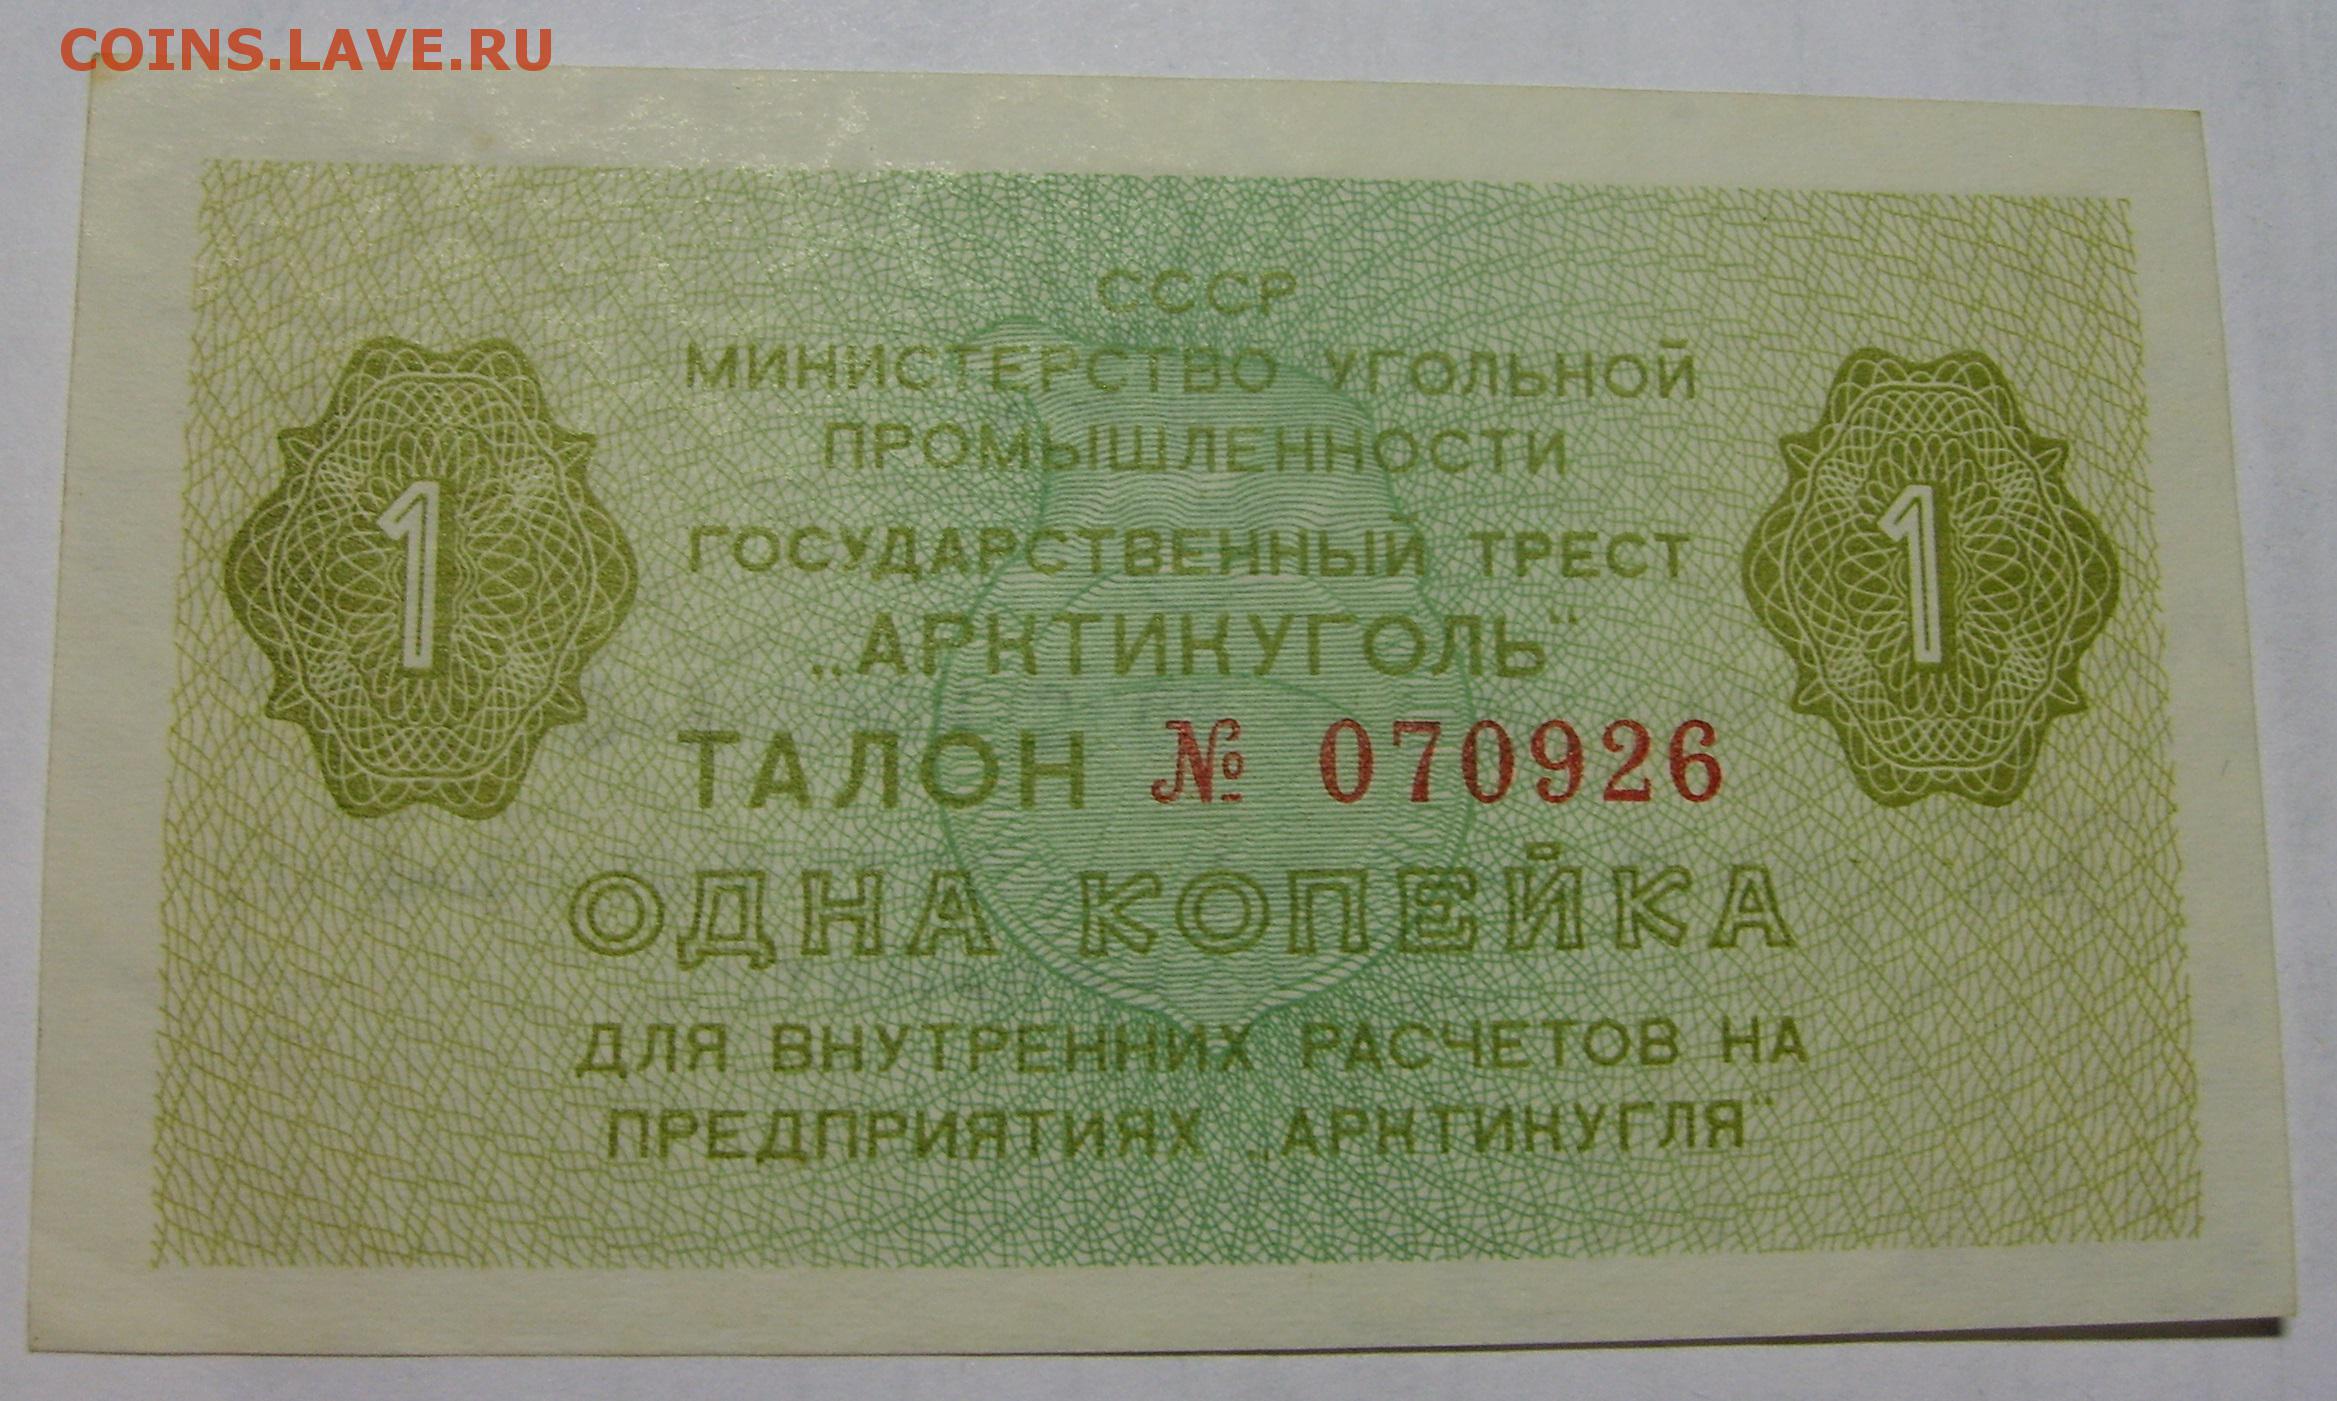 COINS.LAVE.RU
СССР
МИНИСТЕРСТВО УГОЛЬНОЙ
ПРОМЫШЛЕННОСТИ
ГОСУДАРСТВЕННЫЙ ТРЕСТ
„АРКТИКУГОЛЬ“
1 1
ТАЛОН № 070926
ОДНА КОПЕЙКА
ДЛЯ ВНУТРЕННИХ РАСЧЕТОВ НА
ПРЕДПРИЯТИЯХ „АРКТИКУГЛЯ“